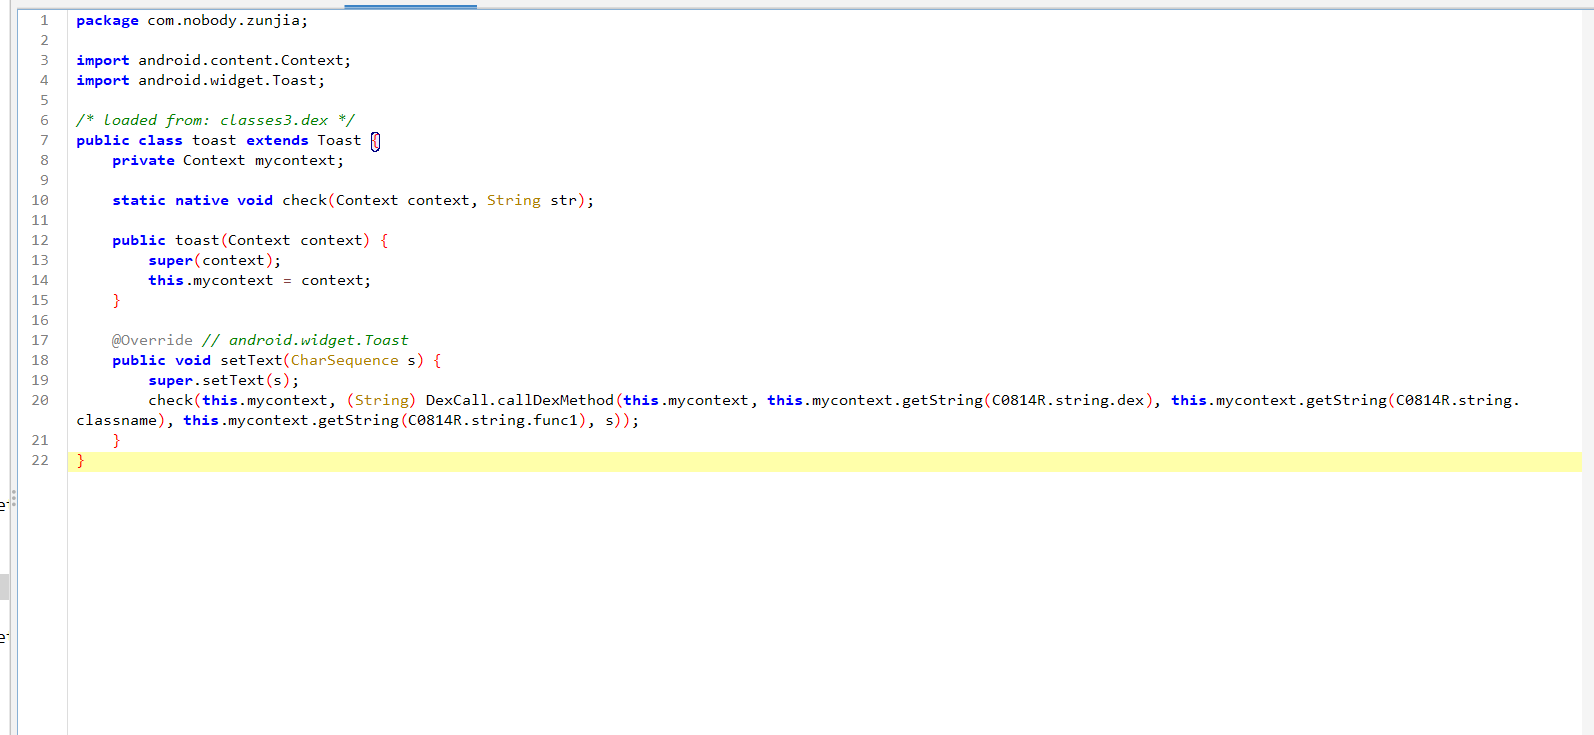 1 package com.nobody.zunjia;
2
3 import android.content.Context;
4 import android.widget.Toast;
5
6 /* loaded from: classes3.dex */
7 public class toast extends Toast {
8 private Context mycontext;
9
10 static native void check(Context context, String str);
11
12 public toast(Context context) {
13 super(context);
14 this.mycontext = context;
15 }
16
17 @Override // android.widget.Toast
18 public void setText(CharSequence s) {
19 super.setText(s);
20 check(this.mycontext, (String) DexCall.callDexMethod(this.mycontext, this.mycontext.getString(C0814R.string.dex), this.mycontext.getString(C0814R.string.
classname), this.mycontext.getString(C0814R.string.func1), s));
21 }
22 }